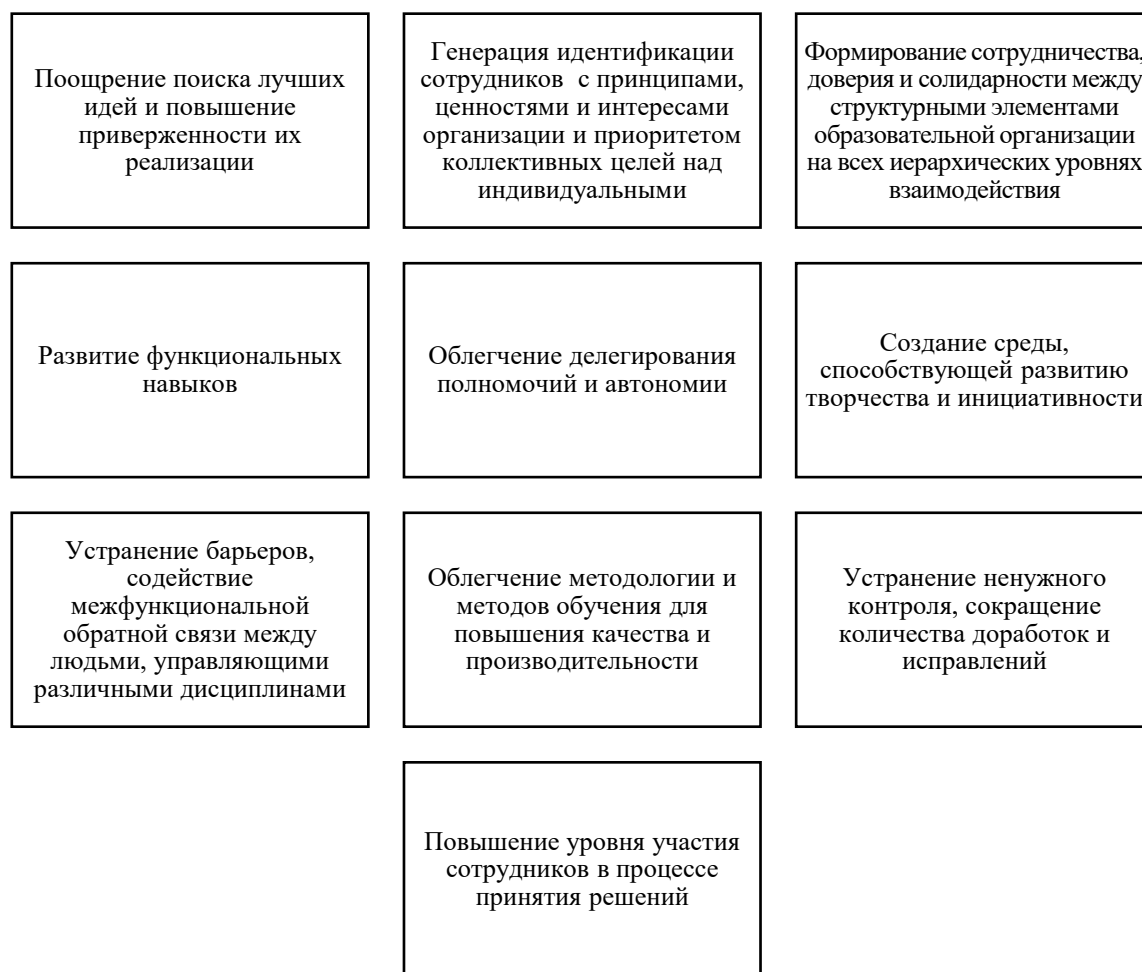 Поощрение поиска лучших
идей и повышение
приверженности их
реализации
Генерация идентификации
сотрудников с принципами,
ценностями и интересами
организации и приоритетом
коллективных целей над
индивидуальными
Формирование сотрудничества,
доверия и солидарности между
структурными элементами
образовательной организации
на всех иерархических уровнях
взаимодействия
Развитие функциональных
навыков
Облегчение делегирования
полномочий и автономии
Создание среды,
способствующей развитию
творчества и инициативности
Устранение барьеров,
содействие
межфункциональной
обратной связи между
людьми, управляющими
различными дисциплинами
Облегчение методологии и
методов обучения для
повышения качества и
производительности
Устранение ненужного
контроля, сокращение
количества доработок и
исправлений
Повышение уровня участия
сотрудников в процессе
принятия решений